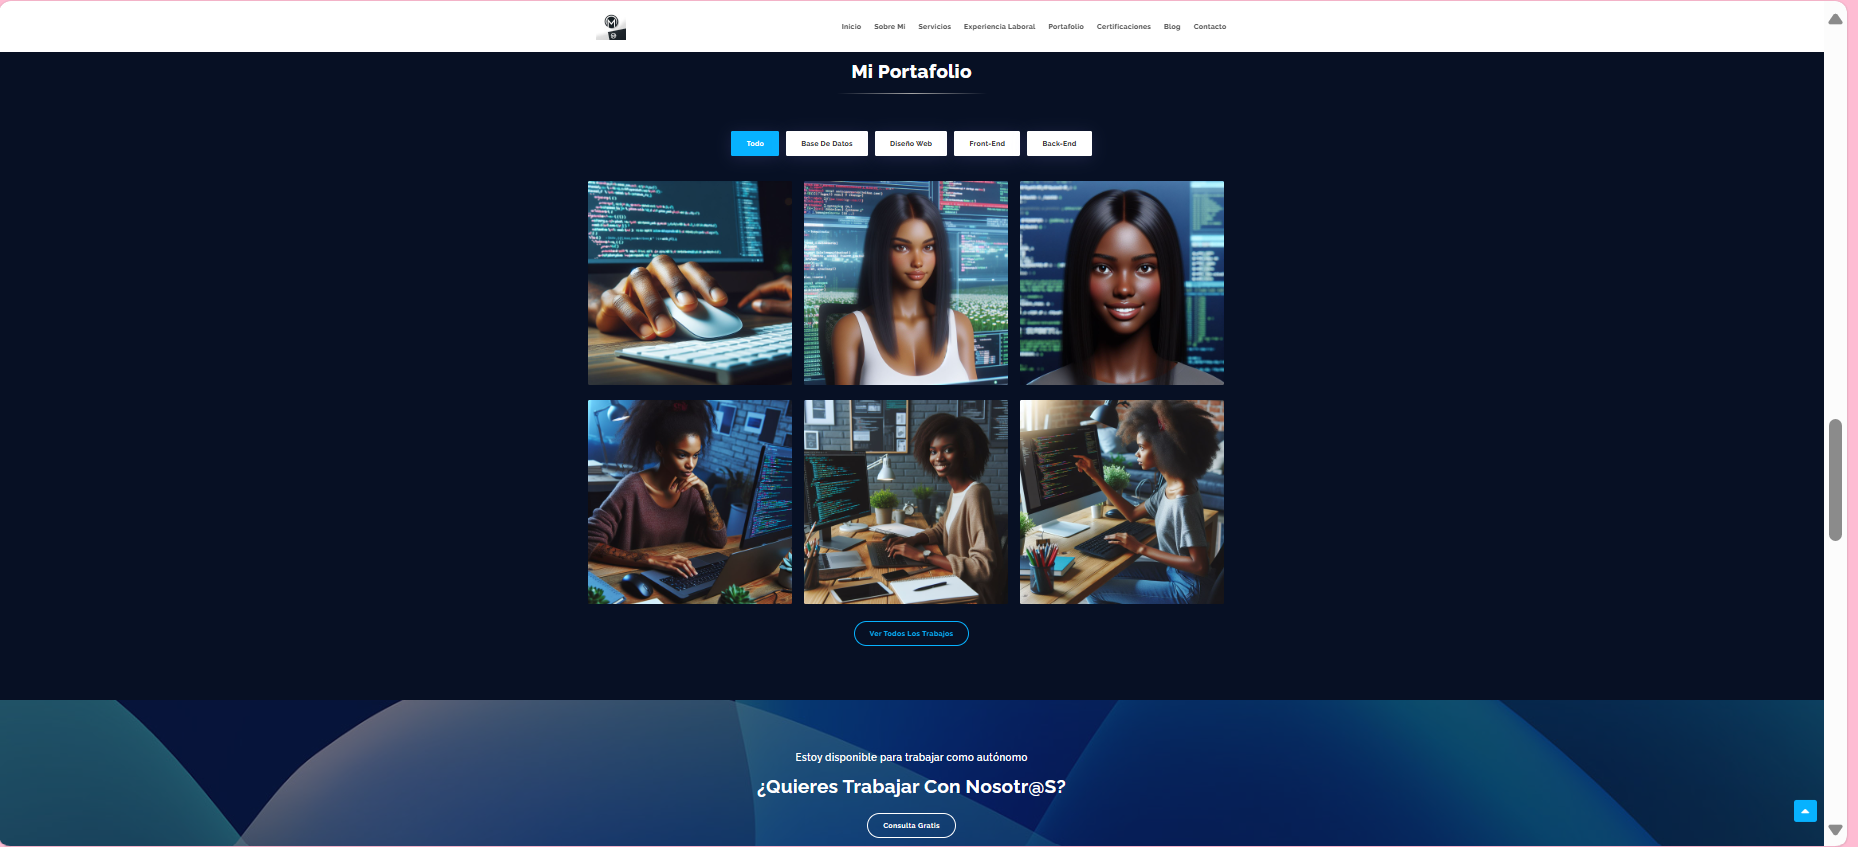 Inicio Sobre Mi Servicios Experiencia Laboral Portafolio Certificaciones Blog Contacto
Mi Portafolio
Todo Base De Datos Diseño Web Front-End Back-End
Ver Todos Los Trabajos
Estoy disponible para trabajar como autónomo
¿Quieres Trabajar Con Nosotr@S?
Consulta Gratis